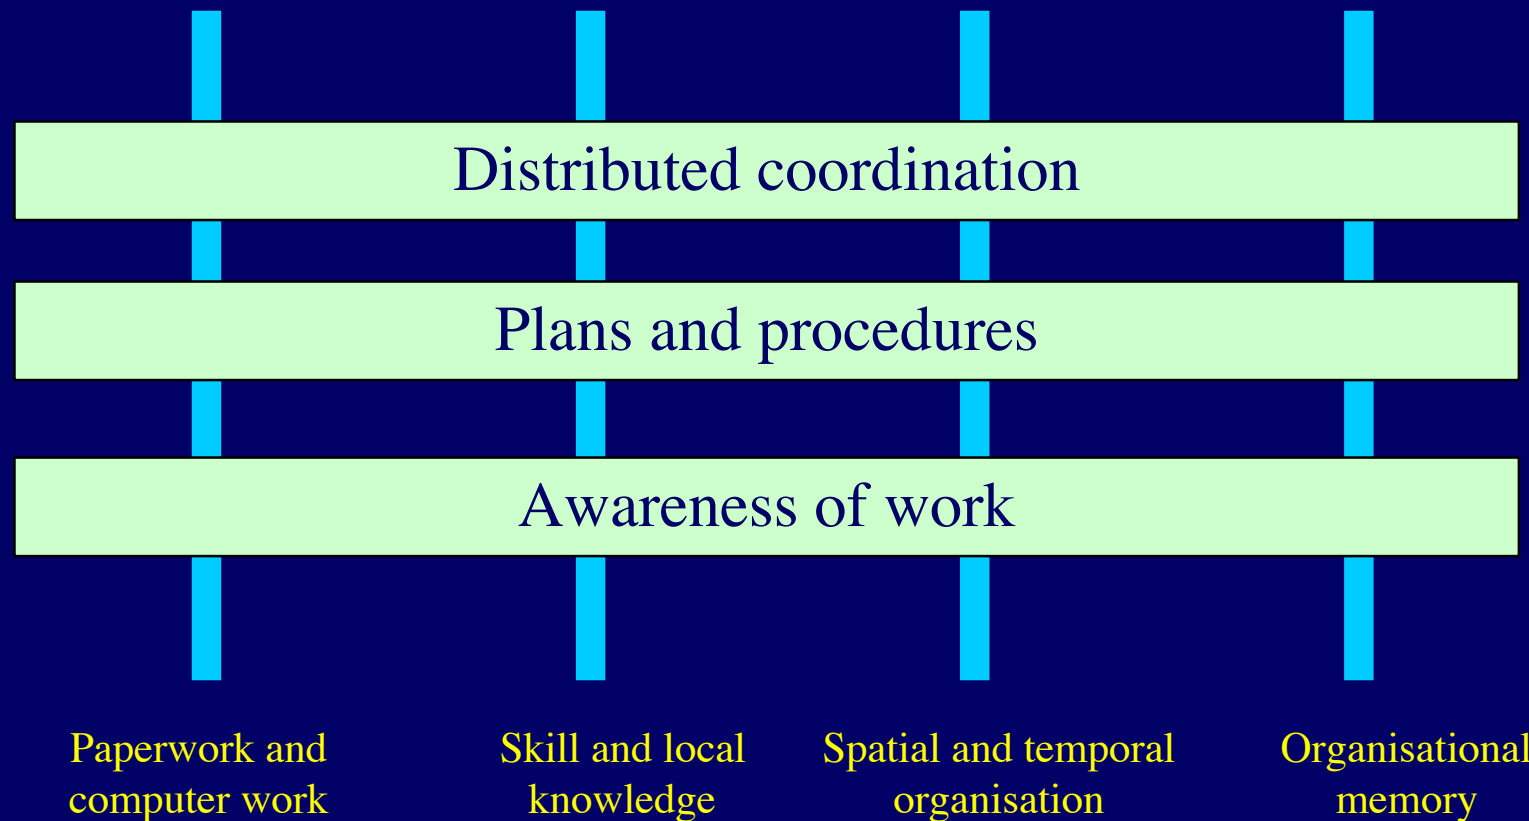 Distributed coordination
Plans and procedures
Awareness of work
Paperwork and
computer work
Skill and local
knowledge
Spatial and temporal
organisation
Organisational
memory